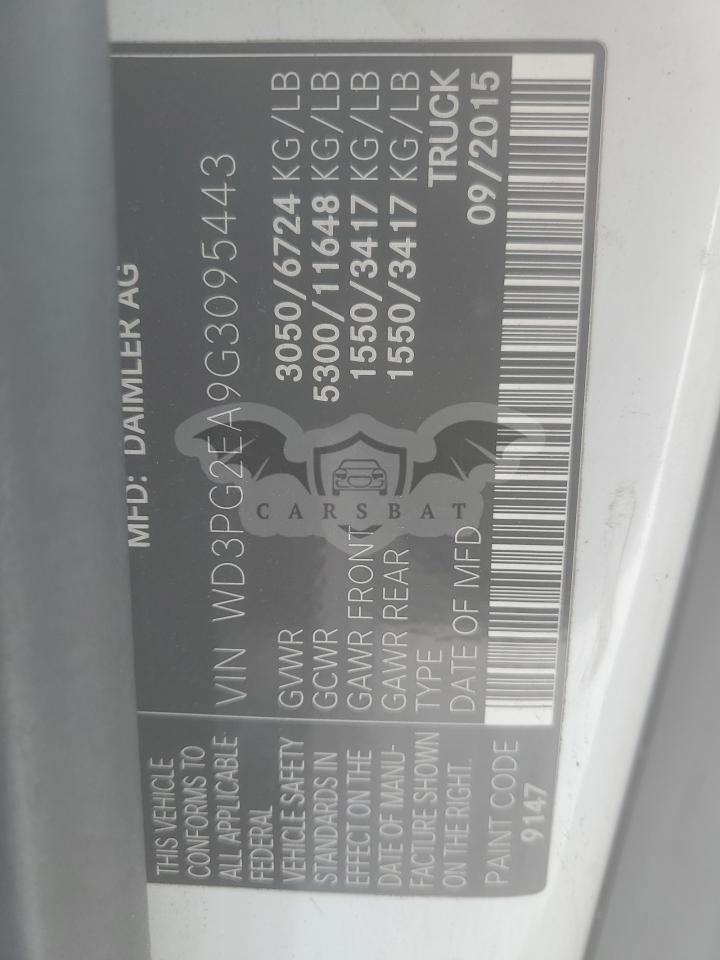 MFD: DAIMLER AG
VIN WD3PG2EA9G3095443
GVWR 3050/6724 KG/LB
GCWR 5300/11648 KG/LB
GAWR FRONT 1550/3417 KG/LB
GAWR REAR 1550/3417 KG/LB
TYPE TRUCK
DATE OF MFD 09/2015
THIS VEHICLE
CONFORMS TO
ALL APPLICABLE
FEDERAL
VEHICLE SAFETY
STANDARDS IN
EFFECT ON THE
DATE OF MANU-
FACTURE SHOWN
ON THE RIGHT.
PAINT CODE
9147
CARSBAT